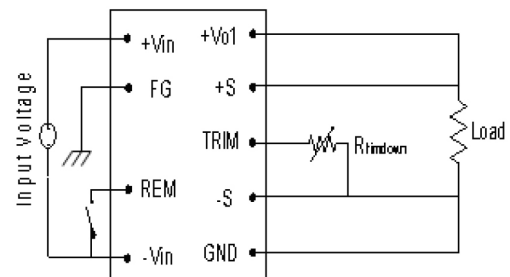 +Vin
+Vo1
FG
+S
TRIM
Rtrimdown
Load
REM
-S
-Vin
GND
Input Voltage